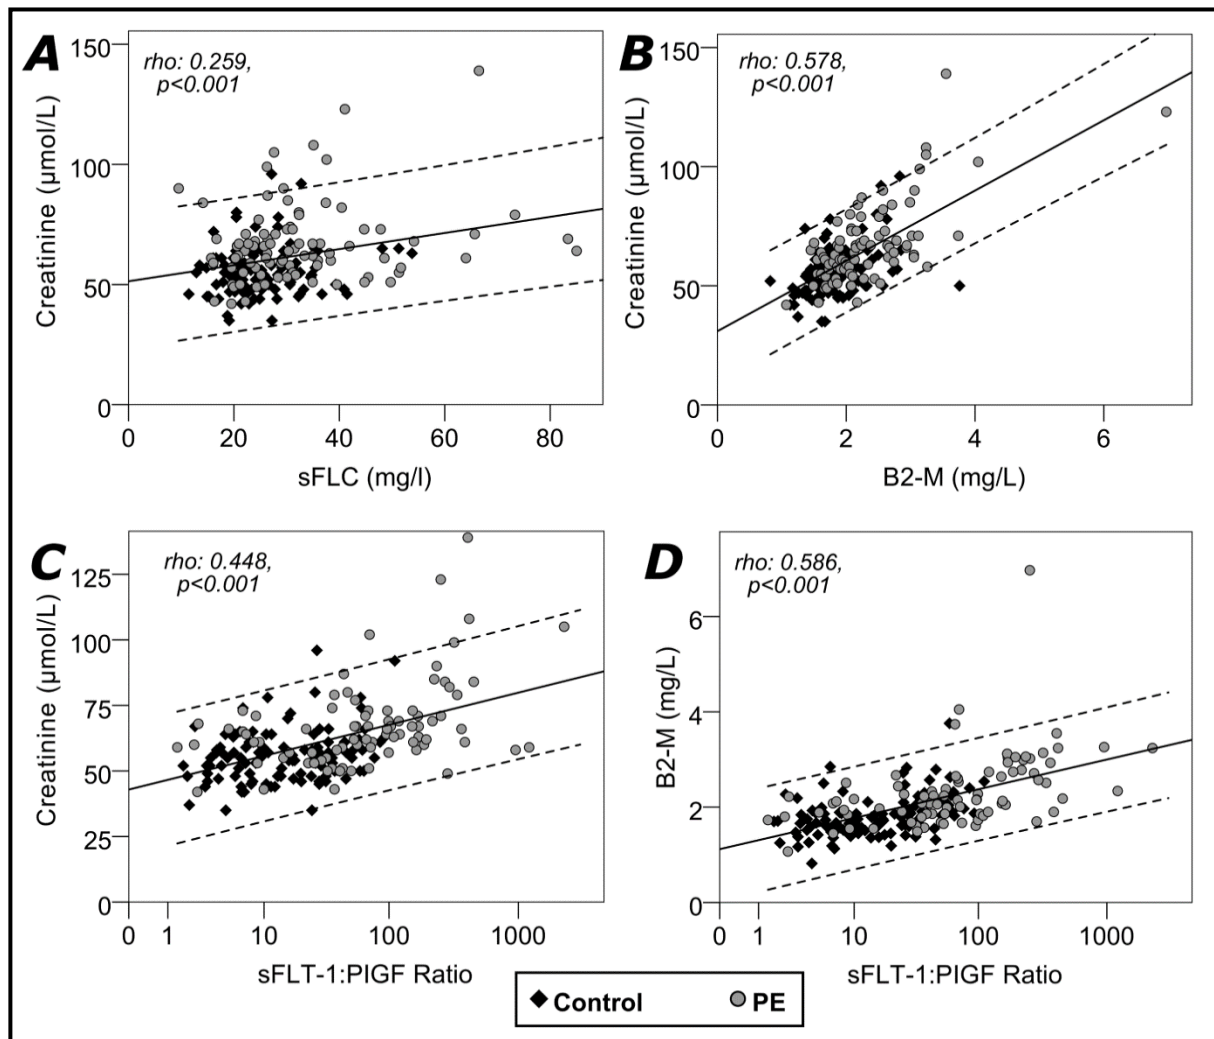 A
rho: 0.259,
p<0.001
150
100
50
0
Creatinine (µmol/L)
0 20 40 60 80
sFLC (mg/l)
B
rho: 0.578,
p<0.001
150
100
50
0
Creatinine (µmol/L)
0 2 4 6
B2-M (mg/L)
C
rho: 0.448,
p<0.001
125
100
75
50
25
0
Creatinine (µmol/L)
0 1 10 100 1000
sFLT-1:PIGF Ratio
D
rho: 0.586,
p<0.001
6
4
2
0
B2-M (mg/L)
0 1 10 100 1000
sFLT-1:PIGF Ratio
Control PE